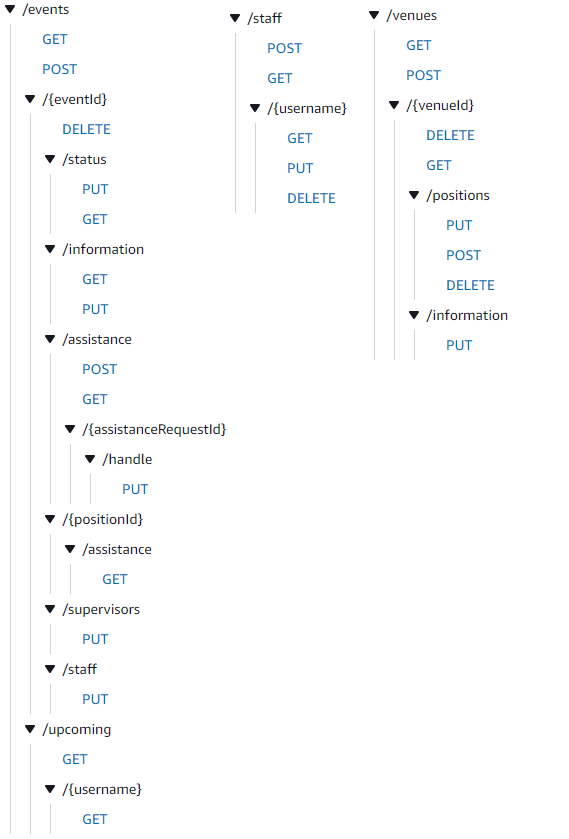 /events
GET
POST
/{eventId}
DELETE
/status
PUT
GET
/information
GET
PUT
/assistance
POST
GET
/{assistanceRequestId}
/handle
PUT
/{positionId}
/assistance
GET
/supervisors
PUT
/staff
PUT
/upcoming
GET
/{username}
GET
/staff
POST
GET
/{username}
GET
PUT
DELETE
/venues
GET
POST
/{venueId}
DELETE
GET
/positions
PUT
POST
DELETE
/information
PUT